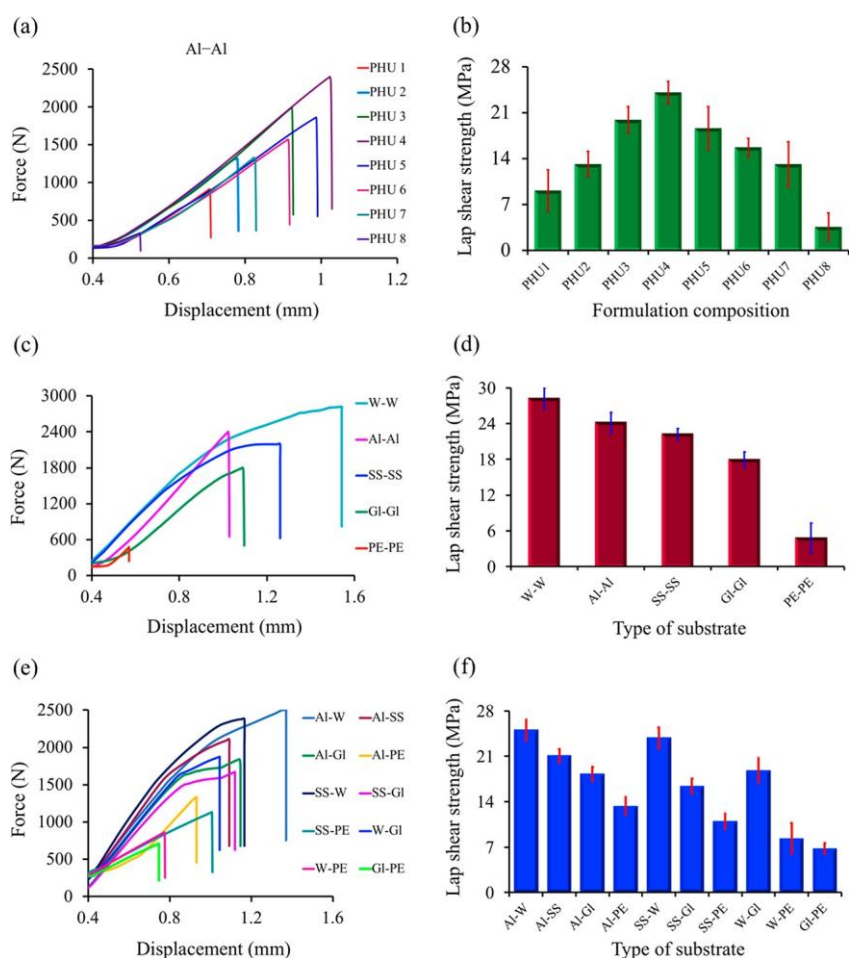 (a)
Al−Al
Force (N)
2500
2000
1500
1000
500
0
0.4
0.6
0.8
1
1.2
Displacement (mm)
PHU 1
PHU 2
PHU 3
PHU 4
PHU 5
PHU 6
PHU 7
PHU 8
(b)
Lap shear strength (MPa)
28
21
14
7
0
PHU1
PHU2
PHU3
PHU4
PHU5
PHU6
PHU7
PHU8
Formulation composition
(c)
Force (N)
3000
2400
1800
1200
600
0
0.4
0.8
1.2
1.6
Displacement (mm)
W-W
Al-Al
SS-SS
Gl-Gl
PE-PE
(d)
Lap shear strength (MPa)
30
24
18
12
6
0
W-W
Al-Al
SS-SS
Gl-Gl
PE-PE
Type of substrate
(e)
Force (N)
2500
2000
1500
1000
500
0
0.4
0.8
1.2
1.6
Displacement (mm)
Al-W Al-SS
Al-Gl Al-PE
SS-W SS-Gl
SS-PE W-Gl
W-PE Gl-PE
(f)
Lap shear strength (MPa)
28
21
14
7
0
Al-W
Al-SS
Al-Gl
Al-PE
SS-W
SS-Gl
SS-PE
W-Gl
W-PE
Gl-PE
Type of substrate